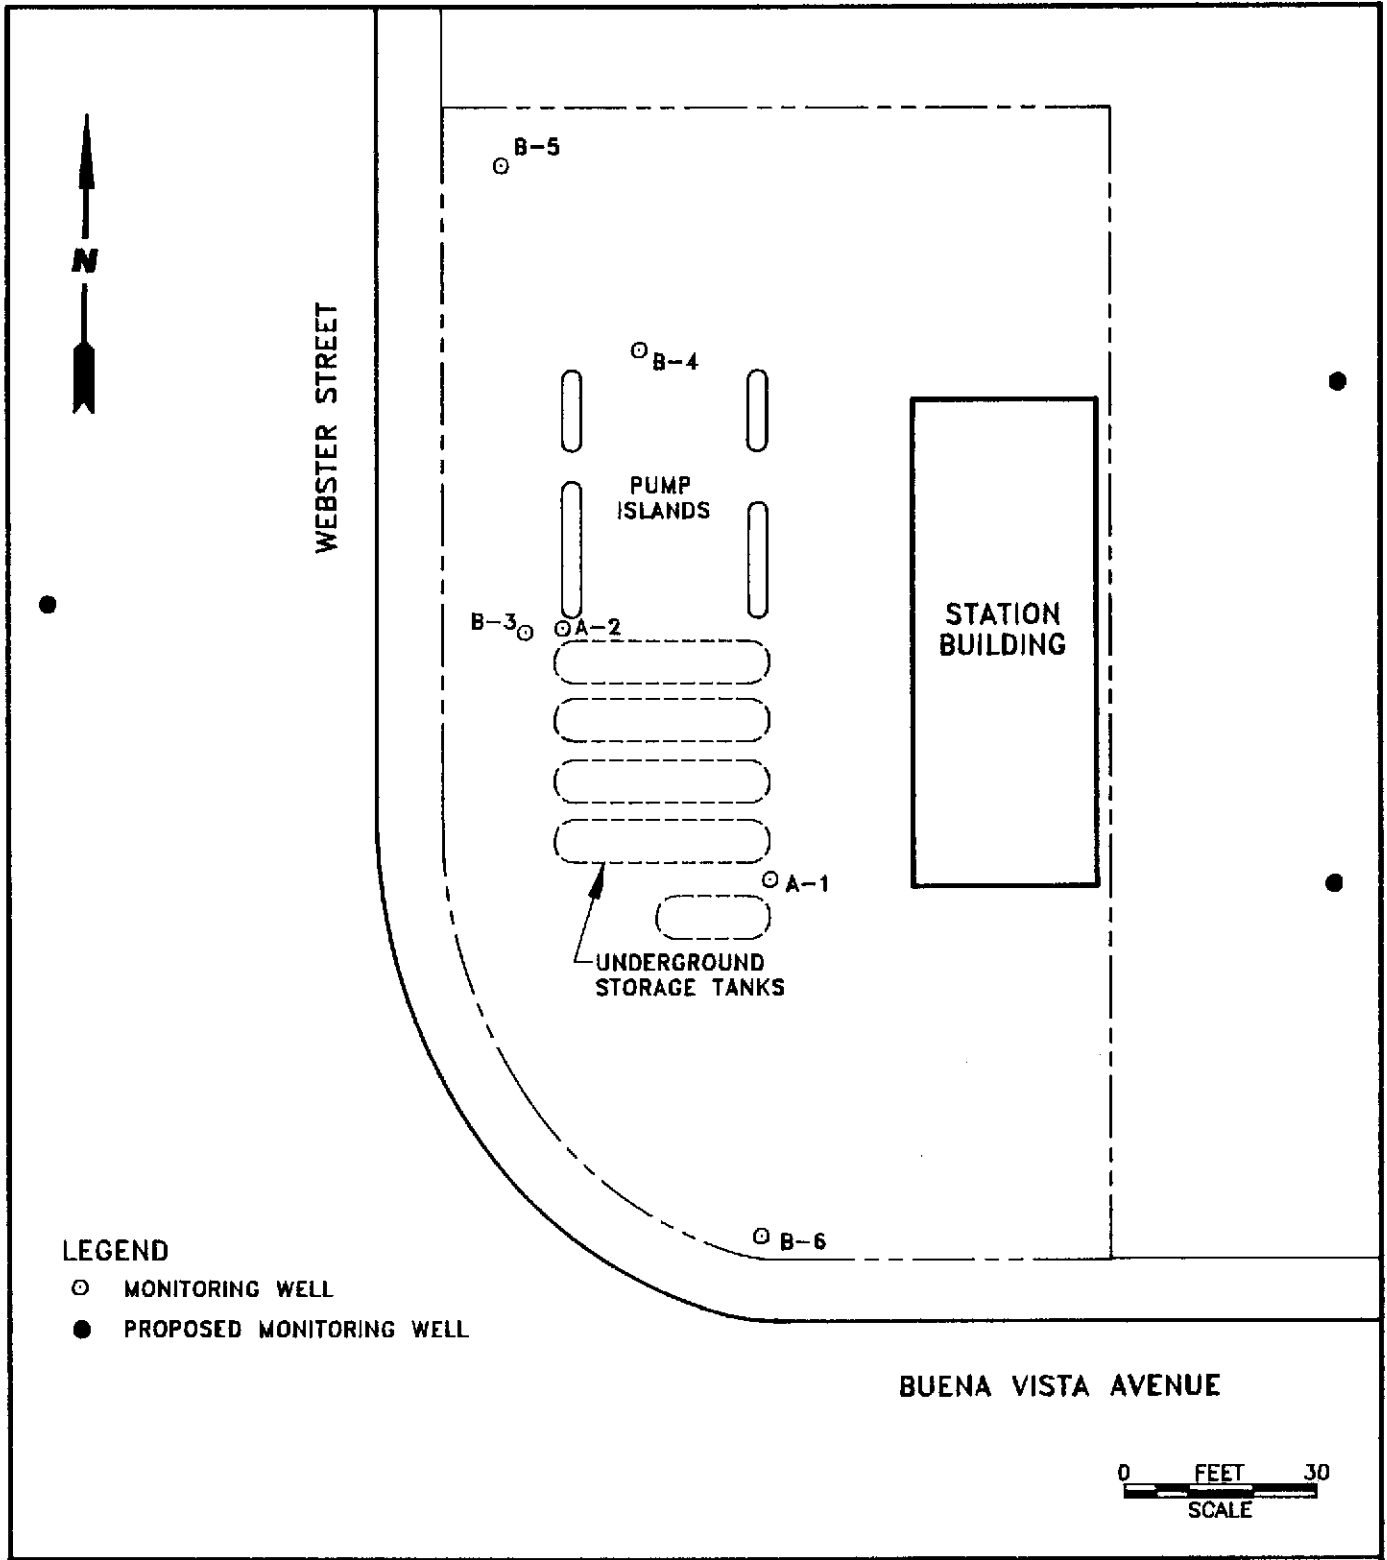 B-5
N
WEBSTER STREET
B-4
PUMP
ISLANDS
STATION
BUILDING
B-3
A-2
A-1
UNDERGROUND
STORAGE TANKS
B-6
LEGEND
MONITORING WELL
PROPOSED MONITORING WELL
BUENA VISTA AVENUE
0 FEET 30
SCALE